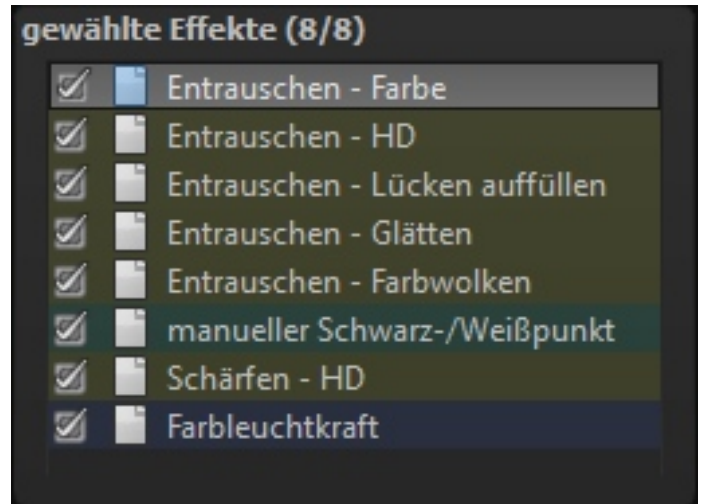 gewählte Effekte (8/8)
Entrauschen - Farbe
Entrauschen - HD
Entrauschen - Lücken auffüllen
Entrauschen - Glätten
Entrauschen - Farbwolken
manueller Schwarz-/Weißpunkt
Schärfen - HD
Farbleuchtkraft